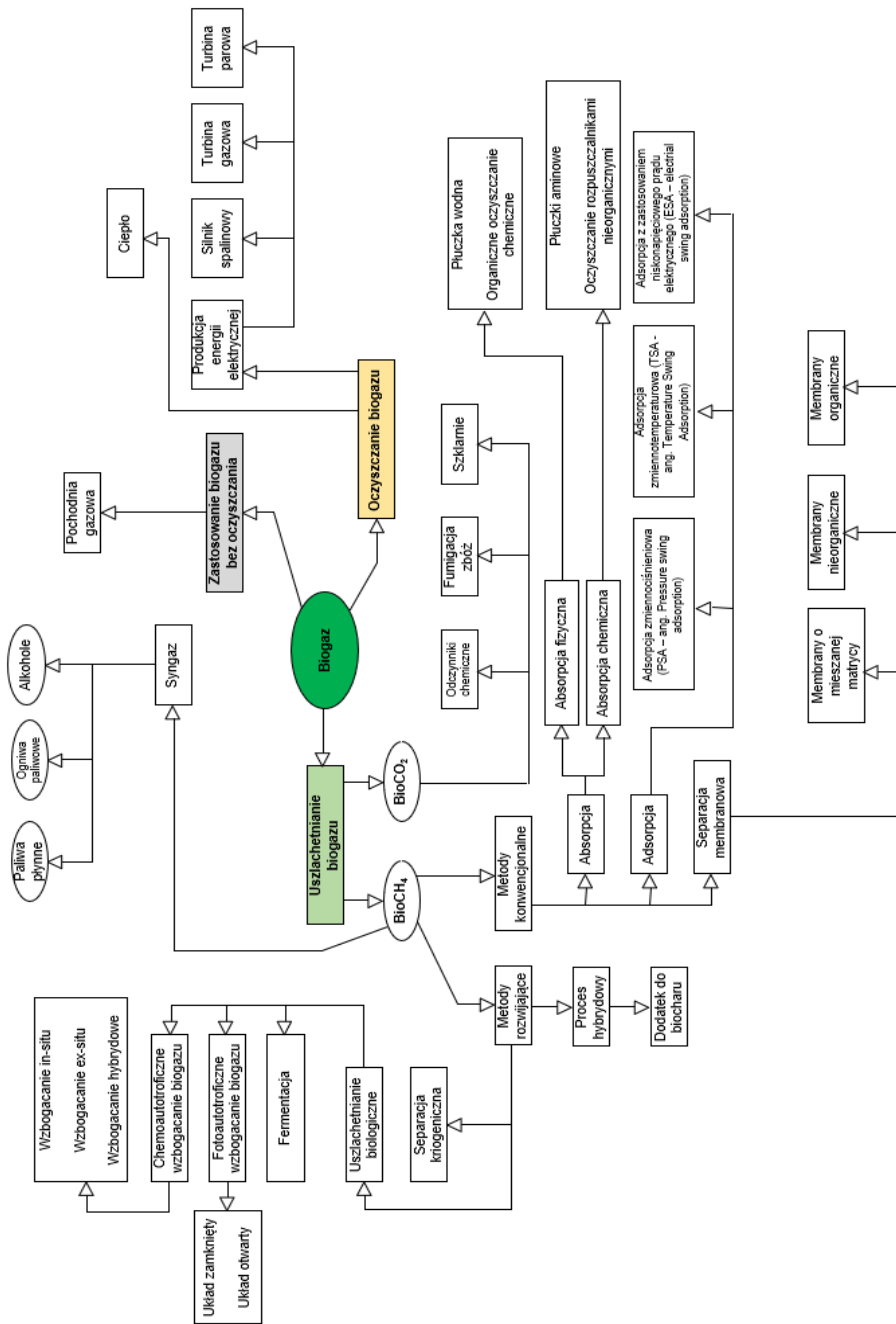 Wzbogacanie in-situ
Wzbogacanie ex-situ
Wzbogacanie hybrydowe
Paliwa
płynne
Ogniwa
paliwowe
Alkohole
Pochodnia
gazowa
Ciepło
Układ zamknięty
Układ otwarty
Chemoautotroficzne
wzbogacanie biogazu
Fotoautotroficzne
wzbogacanie biogazu
Fermentacja
Syngaz
Zastosowanie biogazu
bez oczyszczania
Produkcja
energii
elektrycznej
Silnik
spalinowy
Turbina
gazowa
Turbina
parowa
Uszlachetnianie
biologiczne
Uszlachetnianie
biogazu
Biogaz
Oczyszczanie biogazu
Separacja
kriogeniczna
BioCH₄
BioCO₂
Odczynniki
chemiczne
Fumigacja
zbóż
Szklarnie
Płuczka wodna
Organiczne oczyszczanie
chemiczne
Metody
rozwijające
Metody
konwencjonalne
Proces
hybrydowy
Dodatek do
biocharu
Absorpcja
Absorpcja fizyczna
Absorpcja chemiczna
Płuczki aminowe
Oczyszczanie rozpuszczalnikami
nieorganicznymi
Adsorpcja
Adsorpcja zmiennociśnieniowa
(PSA – ang. Pressure swing
adsorption)
Adsorpcja
zmiennotemperaturowa (TSA -
ang. Temperature Swing
Adsorption)
Adsorpcja z zastosowaniem
niskonapięciowego prądu
elektrycznego (ESA – electrial
swing adsorption)
Separacja
membranowa
Membrany o
mieszanej
matrycy
Membrany
nieorganiczne
Membrany
organiczne